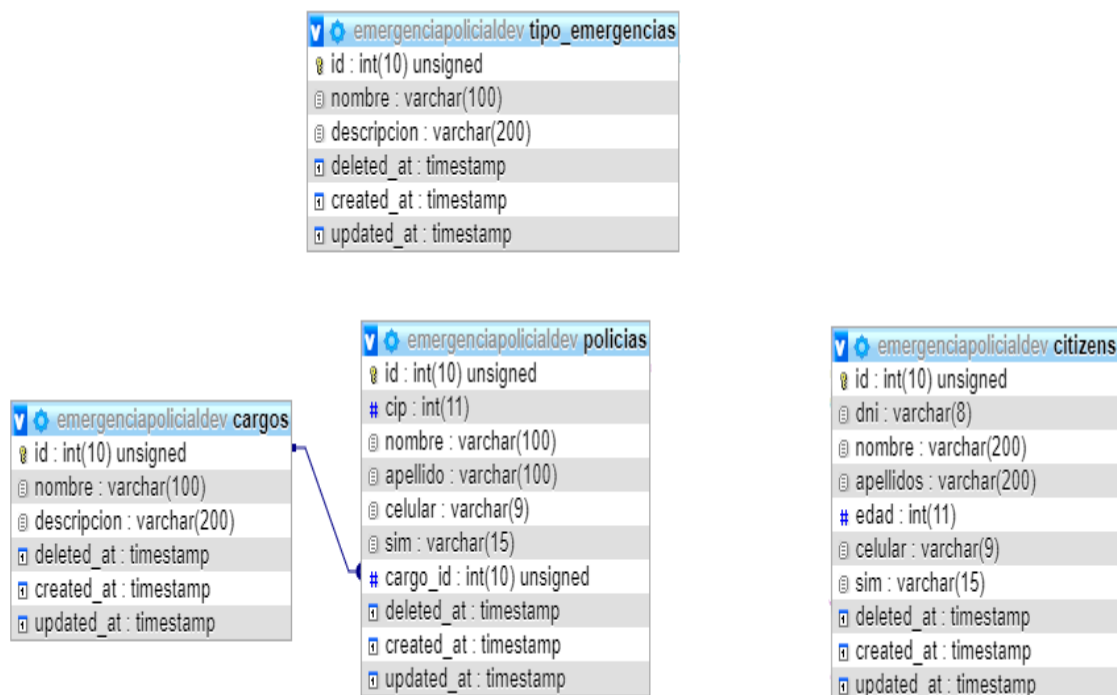 emergenciapolicialdev tipo_emergencias
id : int(10) unsigned
nombre : varchar(100)
descripcion : varchar(200)
deleted_at : timestamp
created_at : timestamp
updated_at : timestamp
emergenciapolicialdev cargos
id : int(10) unsigned
nombre : varchar(100)
descripcion : varchar(200)
deleted_at : timestamp
created_at : timestamp
updated_at : timestamp
emergenciapolicialdev policias
id : int(10) unsigned
# cip : int(11)
nombre : varchar(100)
apellido : varchar(100)
celular : varchar(9)
sim : varchar(15)
# cargo_id : int(10) unsigned
deleted_at : timestamp
created_at : timestamp
updated_at : timestamp
emergenciapolicialdev citizens
id : int(10) unsigned
dni : varchar(8)
nombre : varchar(200)
apellidos : varchar(200)
# edad : int(11)
celular : varchar(9)
sim : varchar(15)
deleted_at : timestamp
created_at : timestamp
updated_at : timestamp